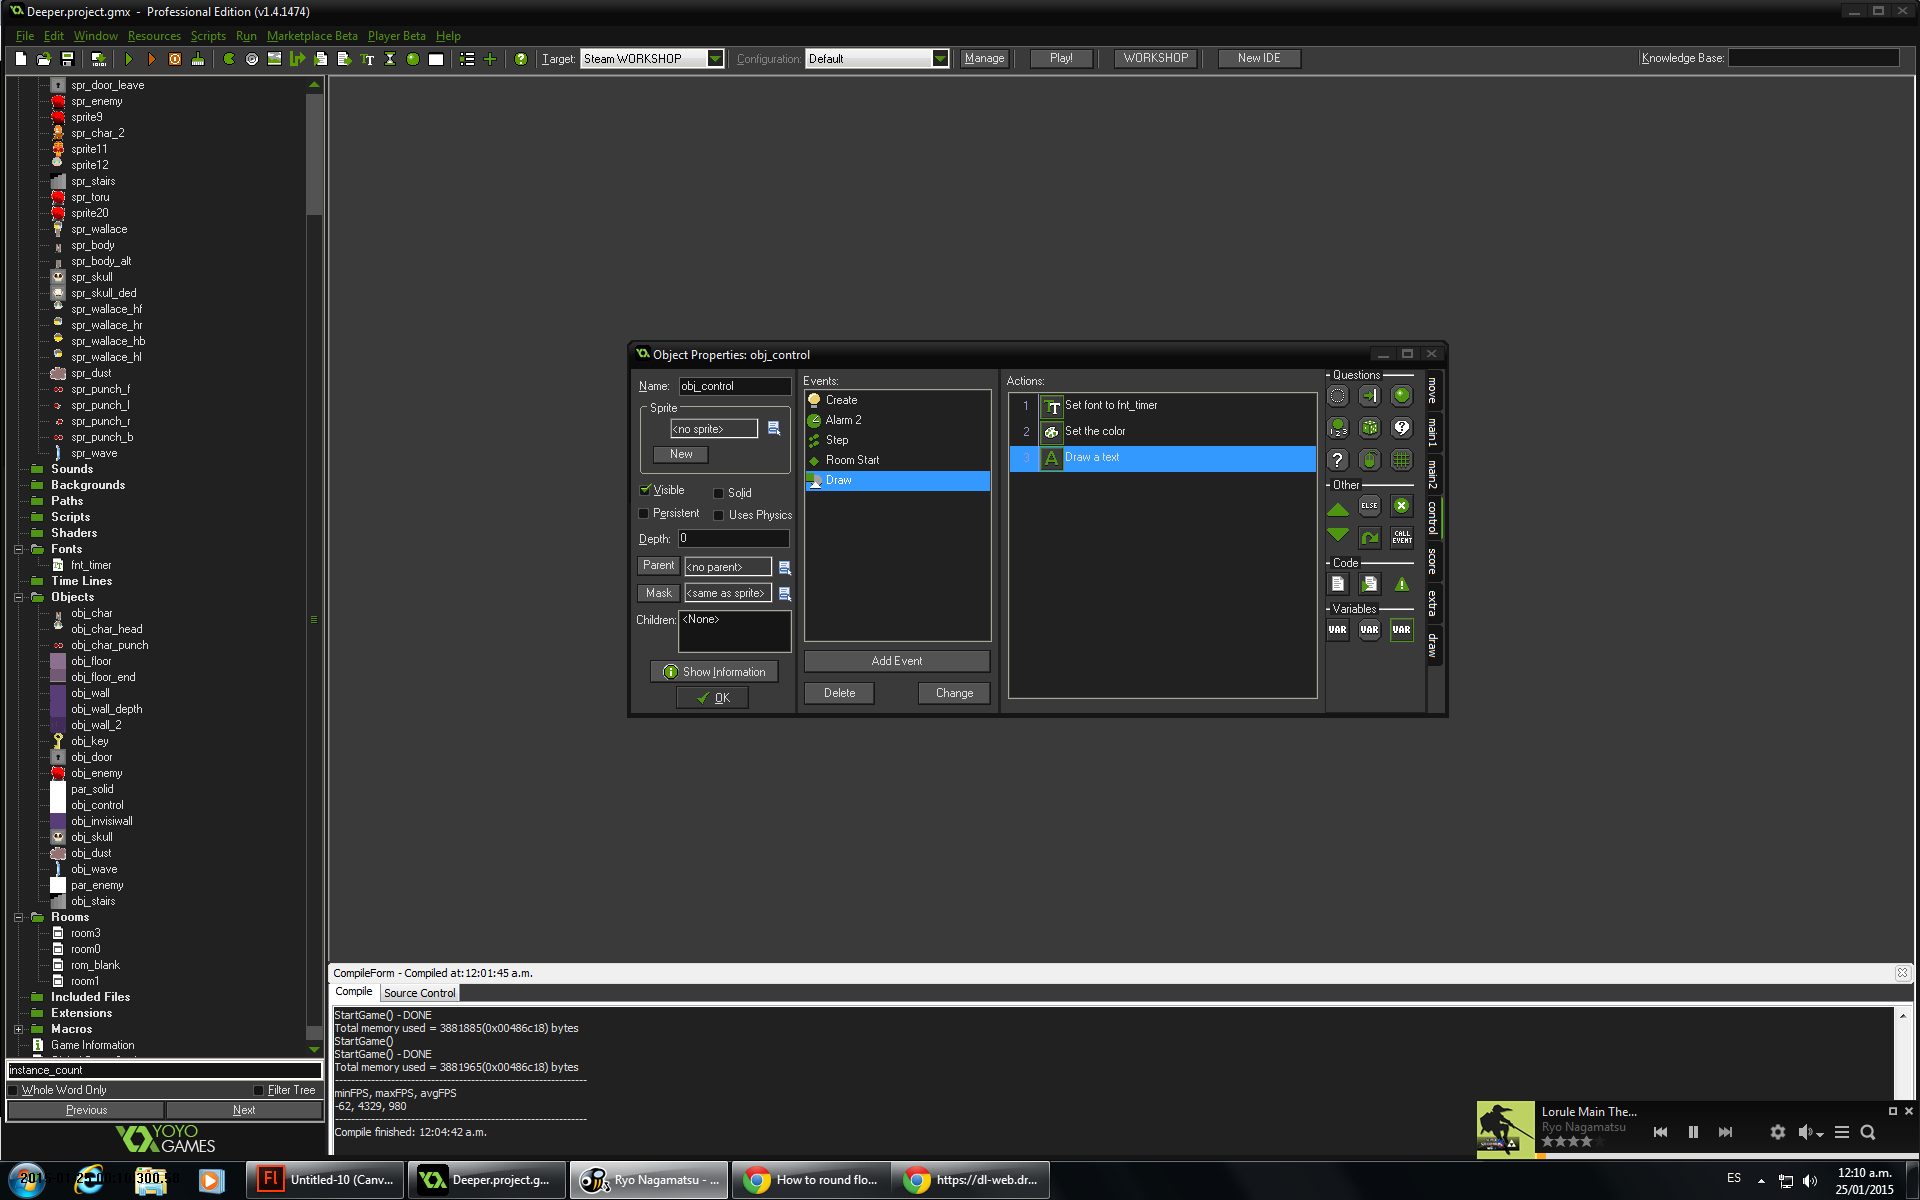 Deeper.project.gmx - Professional Edition (v1.4.1474)
File Edit Window Resources Scripts Run Marketplace Beta Player Beta Help
Target: Steam WORKSHOP Configuration: Default Manage Play! WORKSHOP New IDE Knowledge Base:
spr_door_leave
spr_enemy
sprite9
spr_char_2
sprite11
sprite12
spr_stairs
spr_toru
sprite20
spr_wallace
spr_body
spr_body_alt
spr_skull
spr_skull_ded
spr_wallace_hf
spr_wallace_hr
spr_wallace_hb
spr_wallace_hl
spr_dust
spr_punch_f
spr_punch_l
spr_punch_r
spr_punch_b
spr_wave
Sounds
Backgrounds
Paths
Scripts
Shaders
Fonts
fnt_timer
Time Lines
Objects
obj_char
obj_char_head
obj_char_punch
obj_floor
obj_floor_end
obj_wall
obj_wall_depth
obj_wall_2
obj_key
obj_door
obj_enemy
par_solid
obj_control
obj_invisiwall
obj_skull
obj_dust
obj_wave
par_enemy
obj_stairs
Rooms
room3
room0
rom_blank
room1
Included Files
Extensions
Macros
Game Information
instance_count
Whole Word Only Filter Tree
Previous Next
YOYO
GAMES
Object Properties: obj_control
Name: obj_control
Sprite
<no sprite>
New
Visible Solid
Persistent Uses Physics
Depth: 0
Parent <no parent>
Mask <same as sprite>
Children: <None>
Show Information
OK
Events:
Create
Alarm 2
Step
Room Start
Draw
Add Event
Delete Change
Actions:
1 Set font to fnt_timer
2 Set the color
3 Draw a text
Questions
Other
ELSE
CALL EVENT
Code
Variables
VAR VAR VAR
move
main1
main2
control
score
extra
draw
CompileForm - Compiled at:12:01:45 a.m.
Compile Source Control
StartGame() - DONE
Total memory used = 3881885(0x00486c18) bytes
StartGame()
StartGame() - DONE
Total memory used = 3881965(0x00486c18) bytes
minFPS, maxFPS, avgFPS
-62, 4329, 980
Compile finished: 12:04:42 a.m.
Lorule Main The...
Ryo Nagamatsu
Untitled-10 (Canv...
Deeper.project.g...
Ryo Nagamatsu - ...
How to round flo...
https://dl-web.dr...
ES
12:10 a.m.
25/01/2015